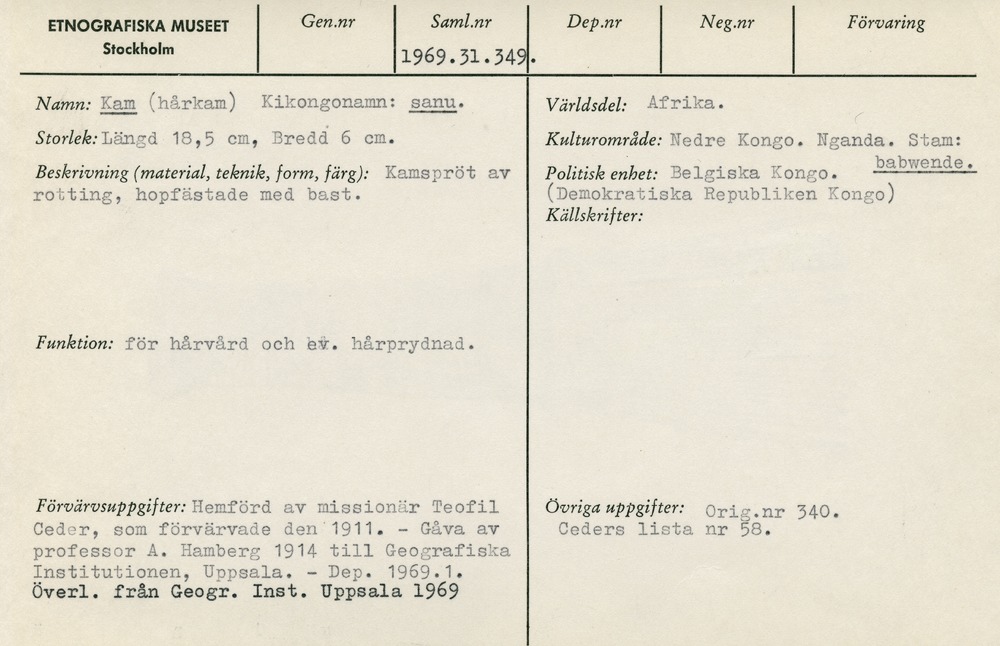 ETNOGRAFISKA MUSEET
Stockholm
Gen.nr
Saml.nr
1969.31.349.
Dep.nr
Neg.nr
Förvaring
Namn: Kam (hårkam) Kikongonamn: sanu.
Storlek: Längd 18,5 cm, Bredd 6 cm.
Beskrivning (material, teknik, form, färg): Kamspröt av
rotting, hopfästade med bast.
Funktion: för hårvård och ev. hårprydnad.
Förvärvsuppgifter: Hemförd av missionär Teofil
Ceder, som förvärvade den 1911. - Gåva av
professor A. Hamberg 1914 till Geografiska
Institutionen, Uppsala. - Dep. 1969.1.
Överl. från Geogr. Inst. Uppsala 1969
Världsdel: Afrika.
Kulturområde: Nedre Kongo. Nganda. Stam:
babwende.
Politisk enhet: Belgiska Kongo.
(Demokratiska Republiken Kongo)
Källskrifter:
Övriga uppgifter: Orig.nr 340.
Ceders lista nr 58.